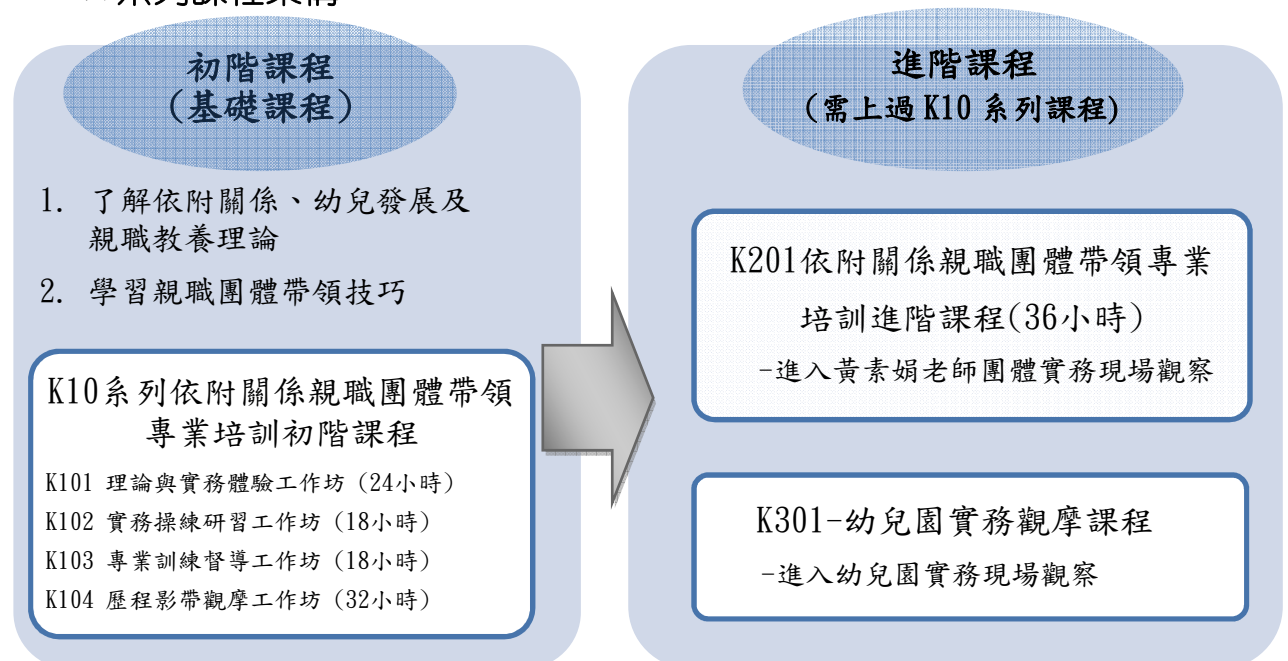 系列課程架構
初階課程
(基礎課程)
1. 了解依附關係、幼兒發展及
親職教養理論
2. 學習親職團體帶領技巧
K10系列依附關係親職團體帶領
專業培訓初階課程
K101 理論與實務體驗工作坊 (24小時)
K102 實務操練研習工作坊 (18小時)
K103 專業訓練督導工作坊 (18小時)
K104 歷程影帶觀摩工作坊 (32小時)
進階課程
(需上過 K10 系列課程)
K201依附關係親職團體帶領專業
培訓進階課程(36小時)
-進入黃素娟老師團體實務現場觀察
K301-幼兒園實務觀摩課程
-進入幼兒園實務現場觀察